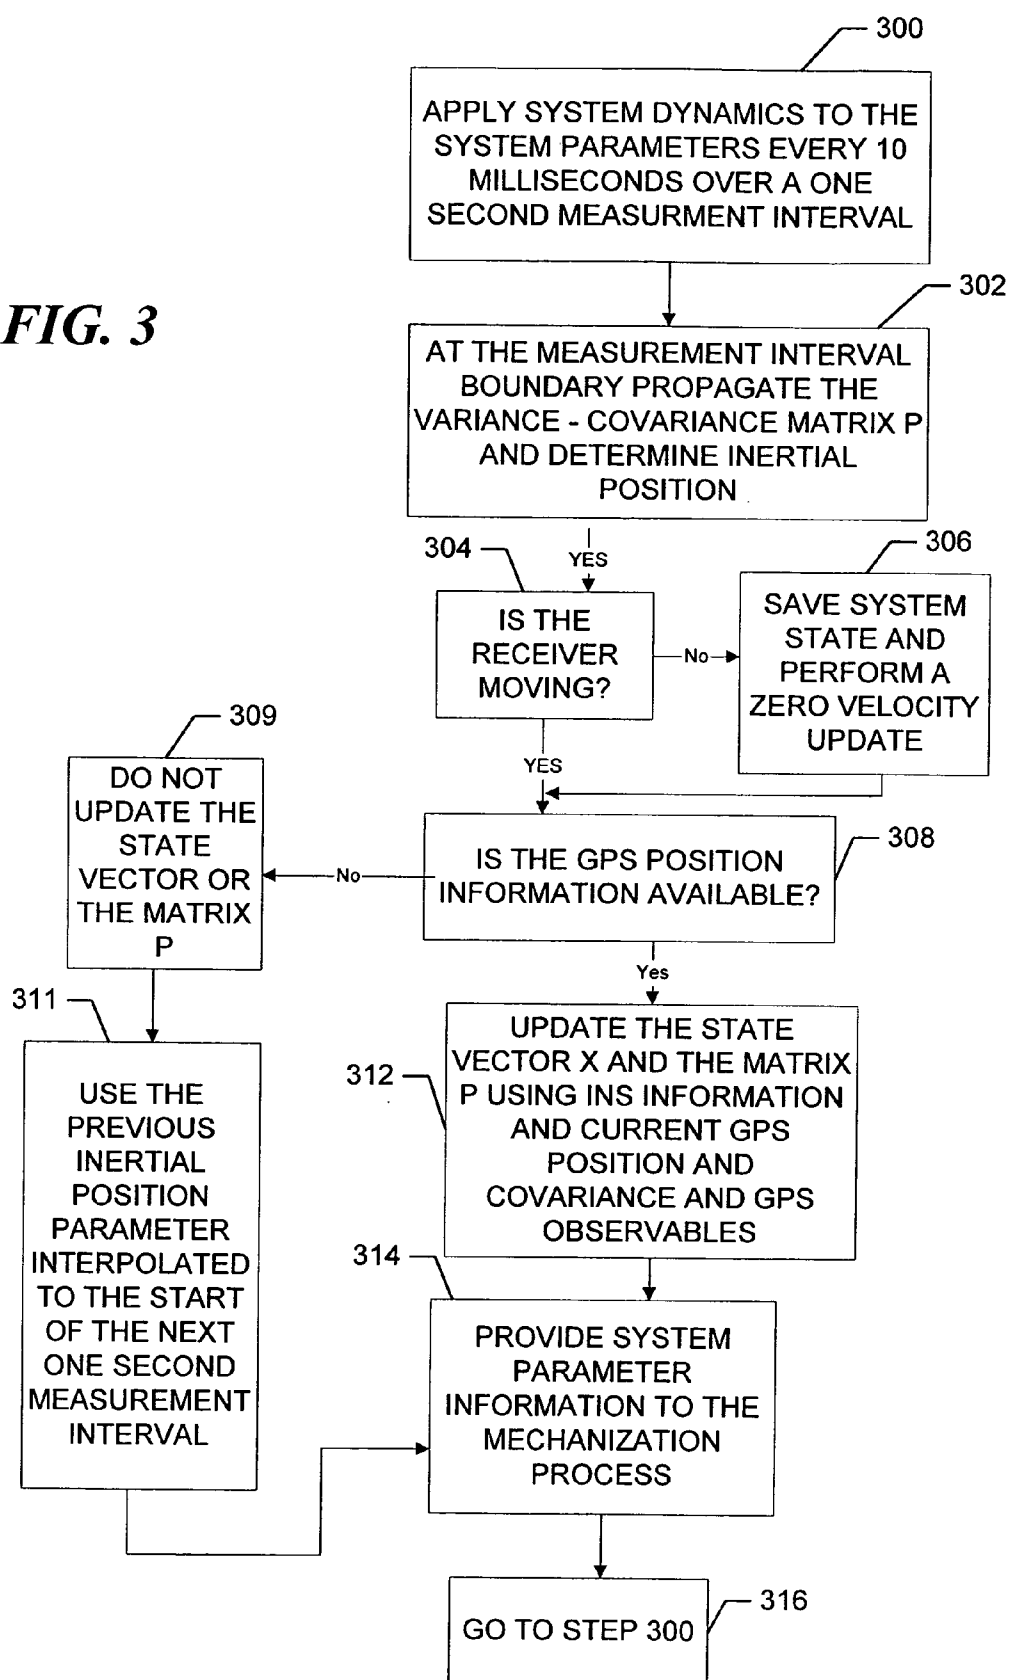 300
APPLY SYSTEM DYNAMICS TO THE
SYSTEM PARAMETERS EVERY 10
MILLISECONDS OVER A ONE
SECOND MEASURMENT INTERVAL
FIG. 3
302
AT THE MEASUREMENT INTERVAL
BOUNDARY PROPAGATE THE
VARIANCE - COVARIANCE MATRIX P
AND DETERMINE INERTIAL
POSITION
YES
304
IS THE
RECEIVER
MOVING?
No
306
SAVE SYSTEM
STATE AND
PERFORM A
ZERO VELOCITY
UPDATE
YES
308
IS THE GPS POSITION
INFORMATION AVAILABLE?
No
309
DO NOT
UPDATE THE
STATE
VECTOR OR
THE MATRIX
P
311
USE THE
PREVIOUS
INERTIAL
POSITION
PARAMETER
INTERPOLATED
TO THE START
OF THE NEXT
ONE SECOND
MEASUREMENT
INTERVAL
Yes
312
UPDATE THE STATE
VECTOR X AND THE MATRIX
P USING INS INFORMATION
AND CURRENT GPS
POSITION AND
COVARIANCE AND GPS
OBSERVABLES
314
PROVIDE SYSTEM
PARAMETER
INFORMATION TO THE
MECHANIZATION
PROCESS
316
GO TO STEP 300